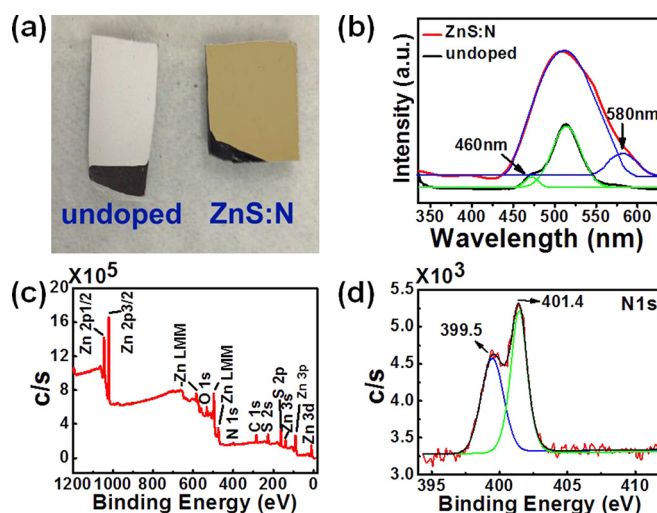 (a)
undoped ZnS:N
(b)
ZnS:N
undoped
460nm
580nm
Intensity (a.u.)
350 400 450 500 550 600
Wavelength (nm)
(c)
X10⁵
20
16
12
8
4
0
c/s
Zn 2p1/2
Zn 2p3/2
Zn LMM
O 1s
Zn LMM
N 1s
C 1s
S 2s
S 2p
Zn 3s
Zn 3p
Zn 3d
1200 1000 800 600 400 200 0
Binding Energy (eV)
(d)
X10³
N1s
401.4
399.5
6.0
5.5
5.0
4.5
4.0
3.5
3.0
c/s
395 400 405 410
Binding Energy (eV)